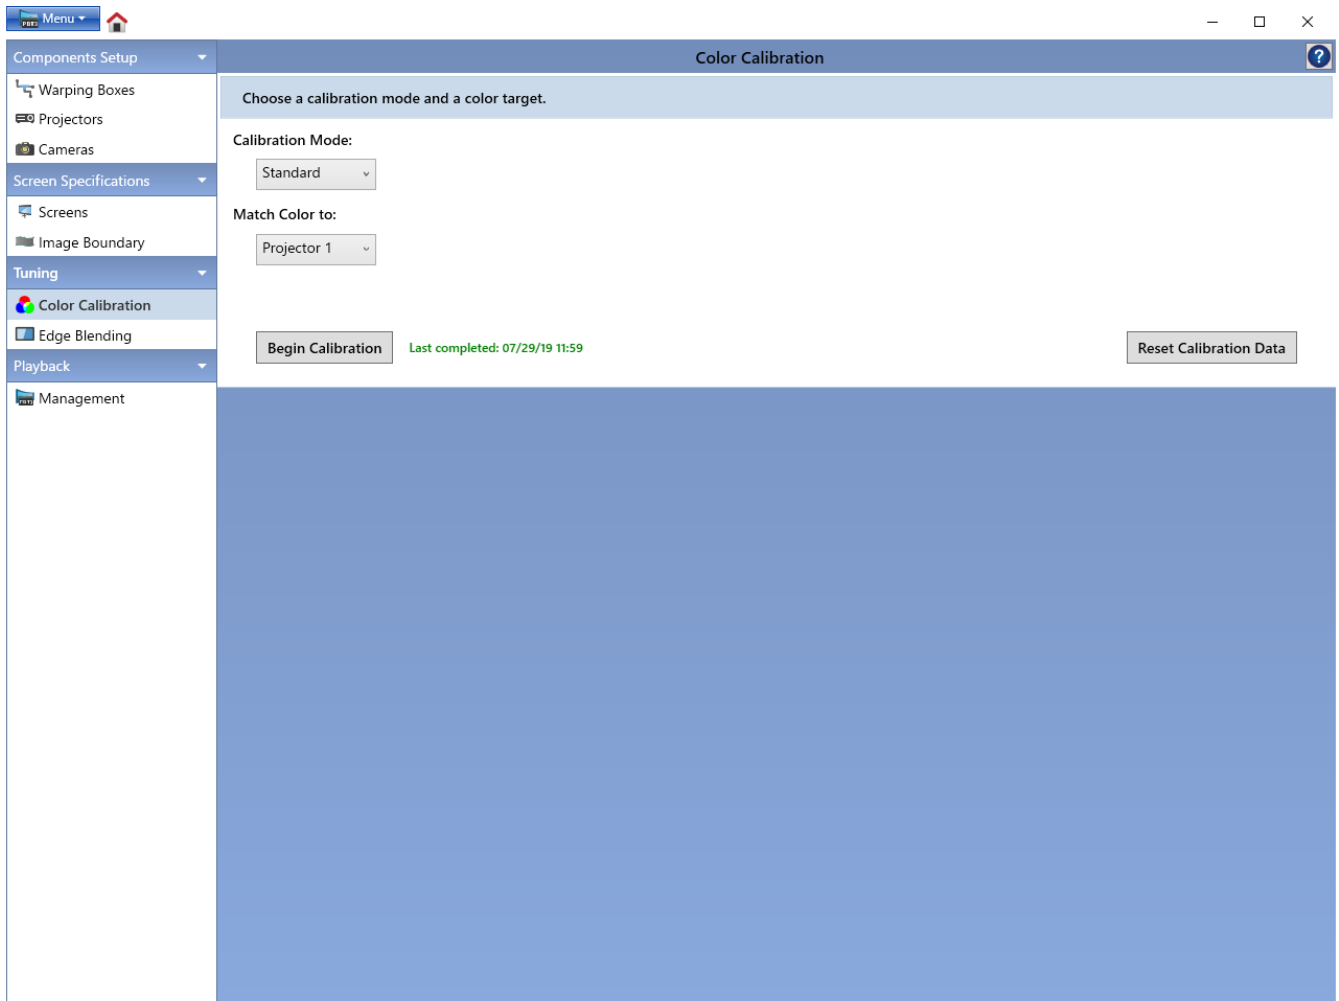 Menu
Components Setup
Color Calibration
?
Warping Boxes
Projectors
Cameras
Screen Specifications
Screens
Image Boundary
Tuning
Color Calibration
Edge Blending
Playback
Management
Choose a calibration mode and a color target.
Calibration Mode:
Standard
Match Color to:
Projector 1
Begin Calibration
Last completed: 07/29/19 11:59
Reset Calibration Data